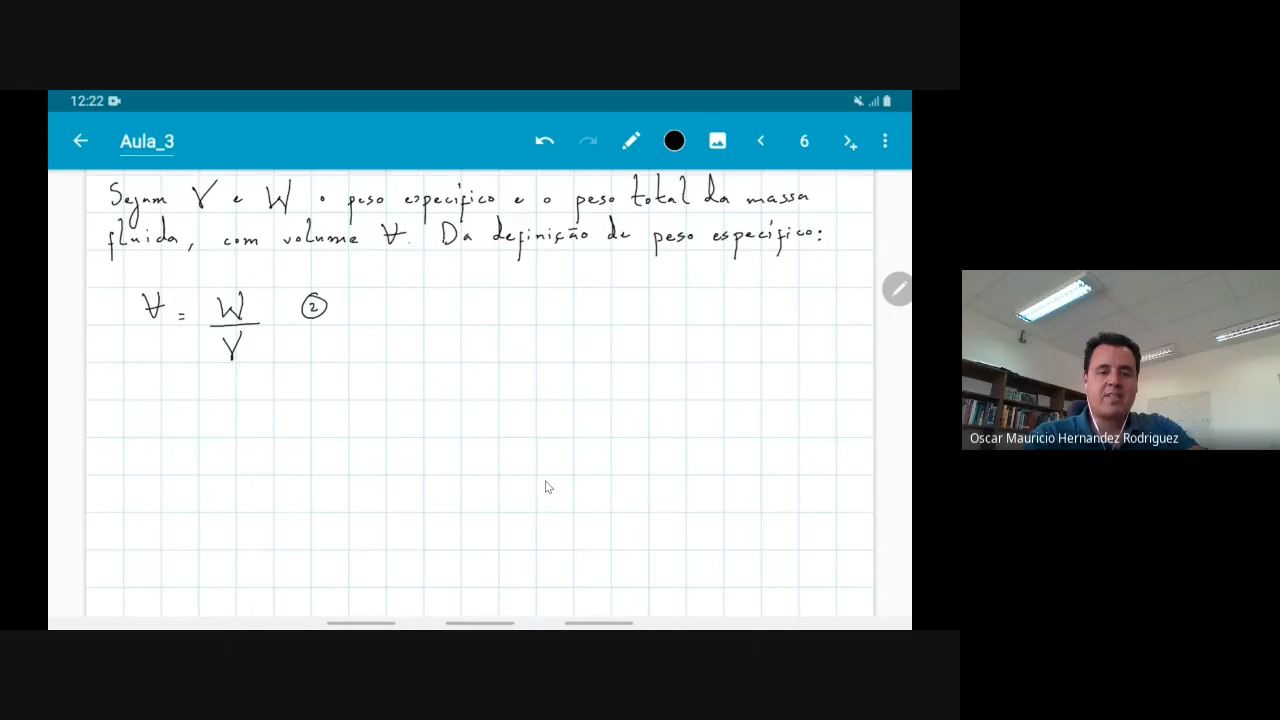 12:22
Aula_3
6
Sejam γ e W o peso específico e o peso total da massa
fluida, com volume V̶. Da definição de peso específico:
V̶ = W/γ ②
Oscar Mauricio Hernandez Rodriguez